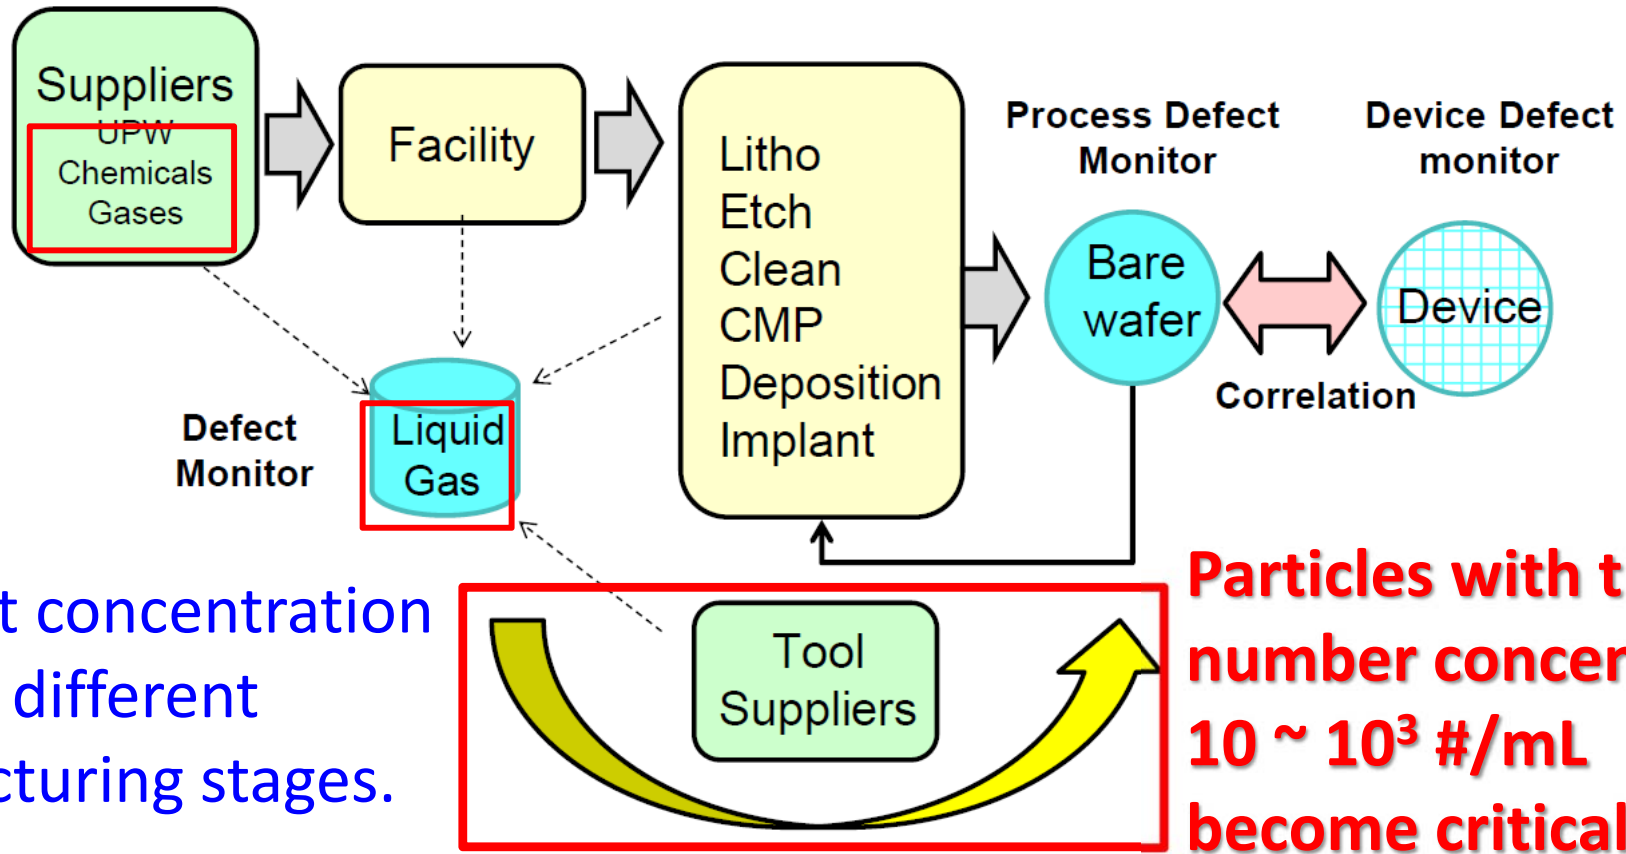 Suppliers
UPW
Chemicals
Gases
Facility
Litho
Etch
Clean
CMP
Deposition
Implant
Process Defect
Monitor
Bare
wafer
Device Defect
monitor
Device
Correlation
Defect
Monitor
Liquid
Gas
Tool
Suppliers
t concentration
different
cturing stages.
Particles with t
number concer
10 ~ 10³ #/mL
become critical